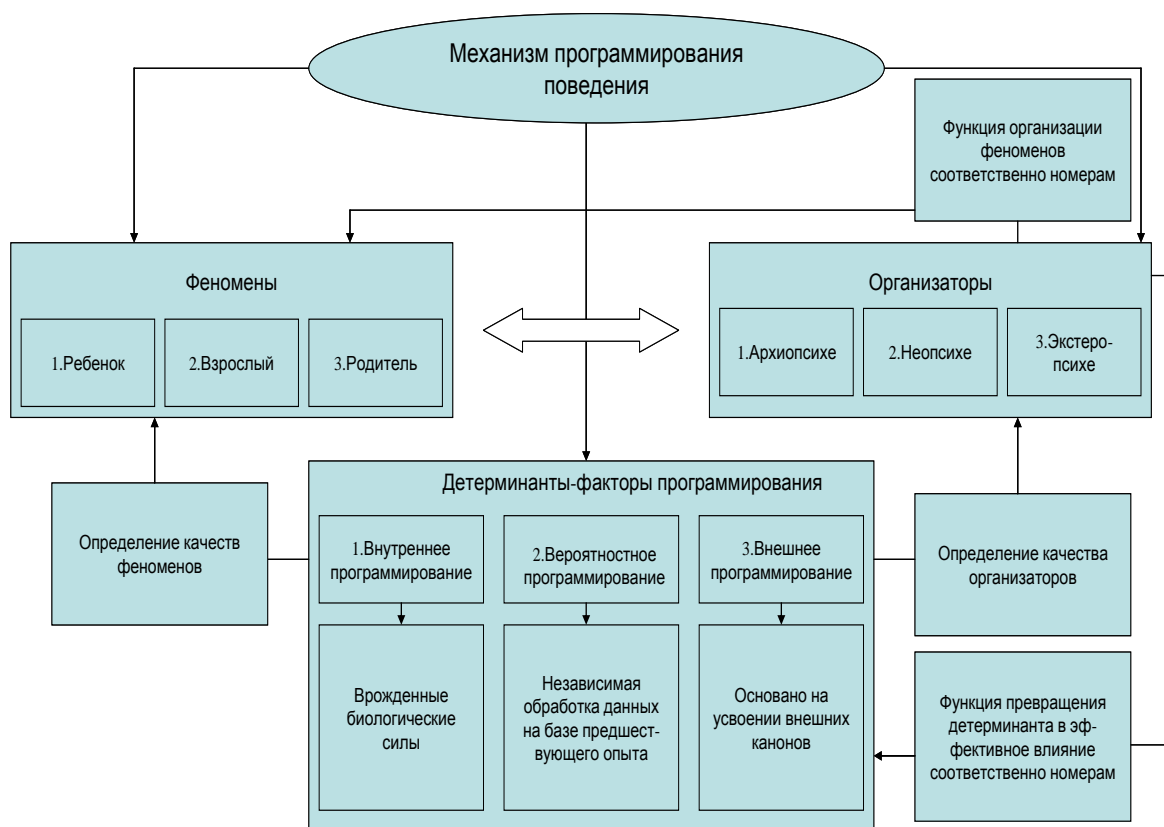 Механизм программирования
поведения
Функция организации
феноменов
соответственно номерам
Феномены
1.Ребенок
2.Взрослый
3.Родитель
Организаторы
1.Архиопсихе
2.Неопсихе
3.Экстеро-
психе
Определение качеств
феноменов
Детерминанты-факторы программирования
1.Внутреннее
программирование
2.Вероятностное
программирование
3.Внешнее
программирование
Врожденные
биологические
силы
Независимая
обработка данных
на базе предшест-
вующего опыта
Основано на
усвоении внешних
канонов
Определение качества
организаторов
Функция превращения
детерминанта в эф-
фективное влияние
соответственно номерам